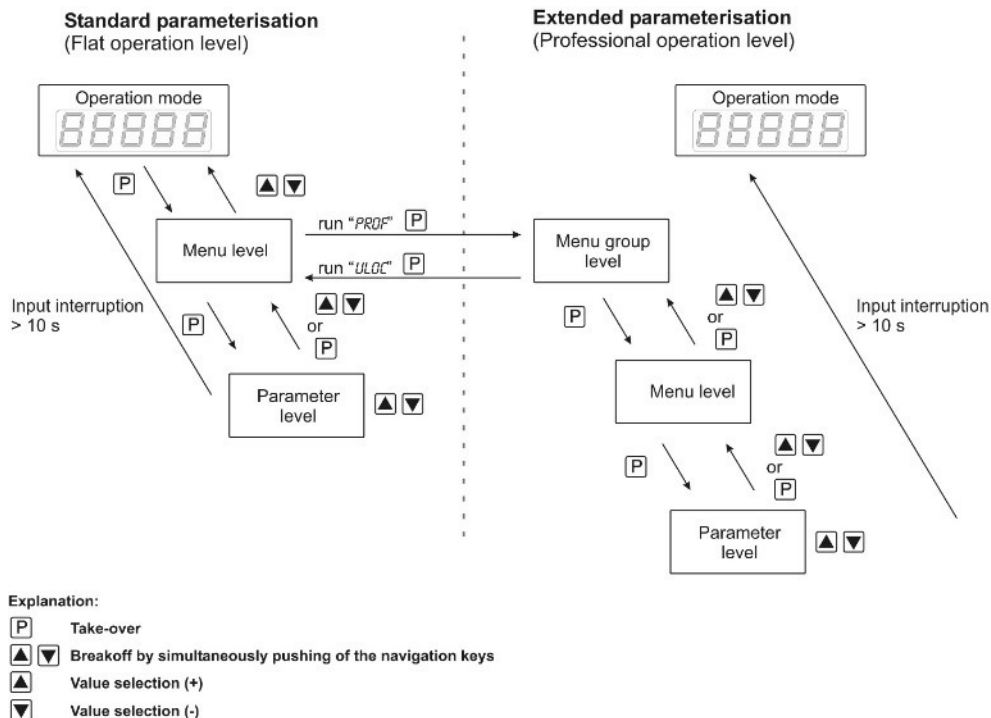 Standard parameterisation
(Flat operation level)
Extended parameterisation
(Professional operation level)
Operation mode
88888
P
Menu level
run "PROF" P
run "ULOC" P
Input interruption
> 10 s
P
or
P
Parameter
level
Operation mode
88888
Menu group
level
P
or
P
Input interruption
> 10 s
Menu level
P
or
P
Parameter
level
Explanation:
P Take-over
Breakoff by simultaneously pushing of the navigation keys
Value selection (+)
Value selection (-)